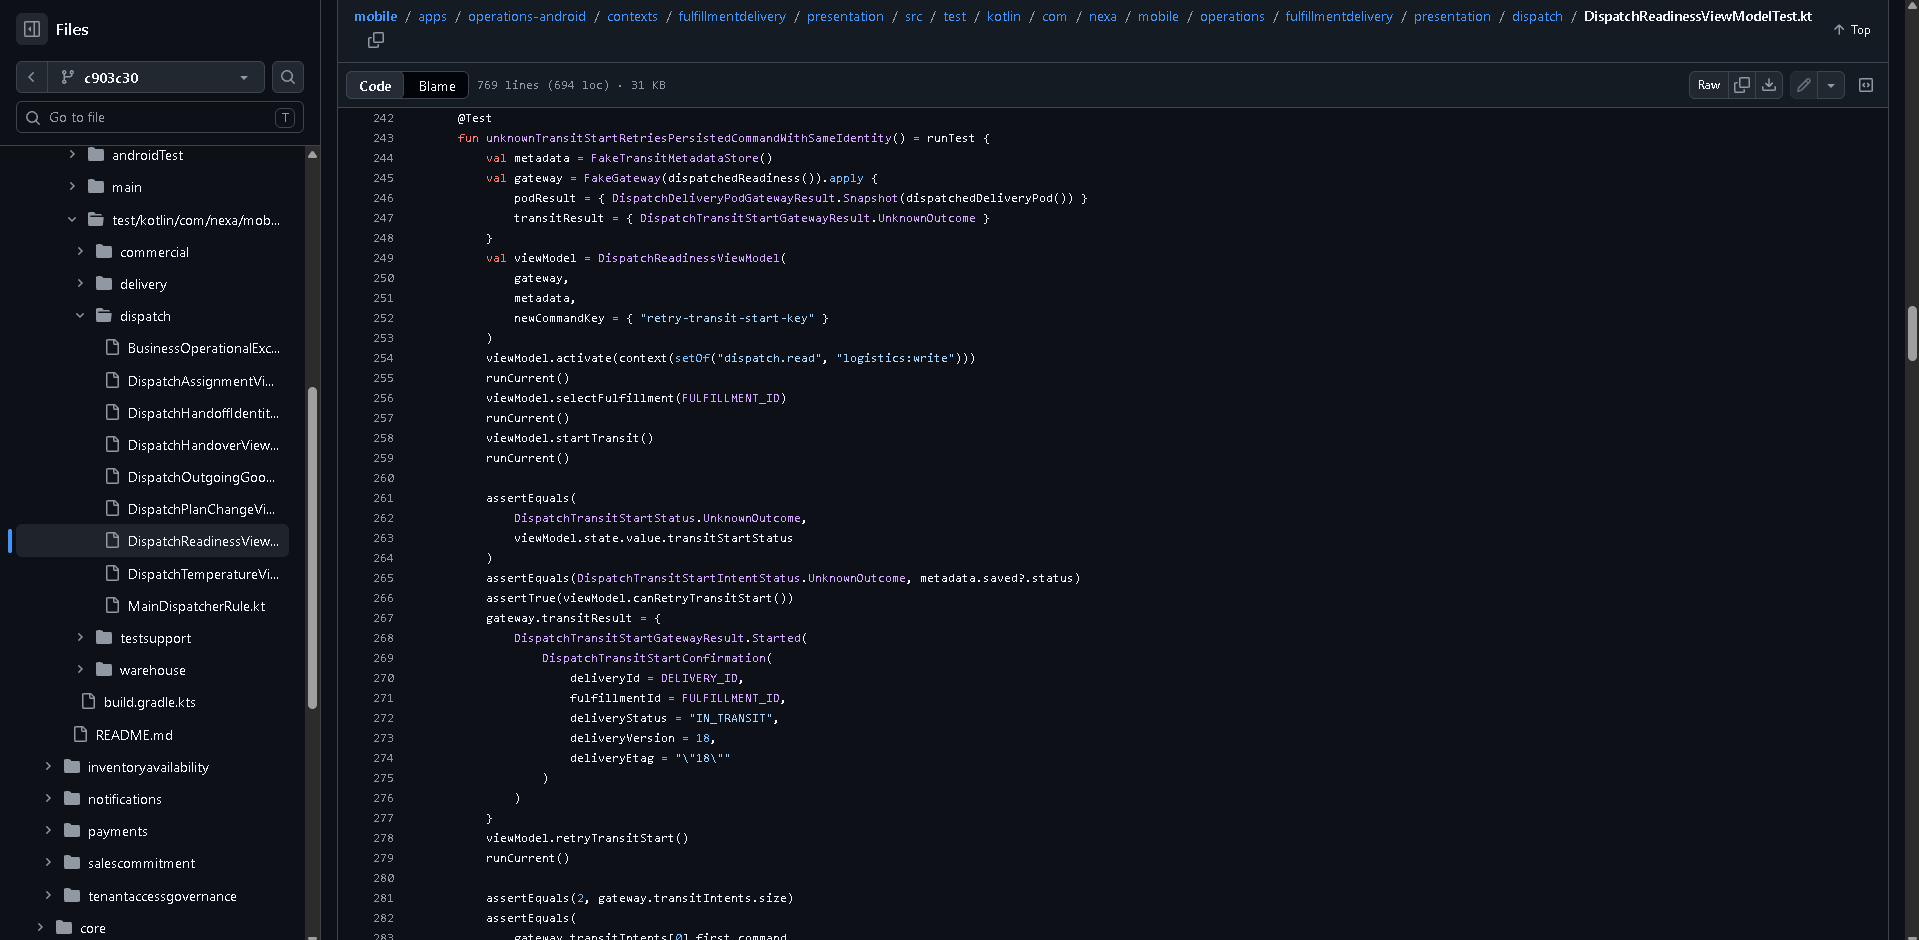 Files
c903c30
Go to file
T
androidTest
main
test/kotlin/com/nexa/mob...
commercial
delivery
dispatch
BusinessOperationalExc...
DispatchAssignmentVi...
DispatchHandoffIdentit...
DispatchHandoverView...
DispatchOutgoingGoo...
DispatchPlanChangeVi...
DispatchReadinessView...
DispatchTemperatureVi...
MainDispatcherRule.kt
testsupport
warehouse
build.gradle.kts
README.md
inventoryavailability
notifications
payments
salescommitment
tenantaccessgovernance
core
mobile / apps / operations-android / contexts / fulfillmentdelivery / presentation / src / test / kotlin / com / nexa / mobile / operations / fulfillmentdelivery / presentation / dispatch / DispatchReadinessViewModelTest.kt
Top
Code Blame 769 lines (694 loc) · 31 KB Raw
242 @Test
243 fun unknownTransitStartRetriesPersistedCommandWithSameIdentity() = runTest {
244 val metadata = FakeTransitMetadataStore()
245 val gateway = FakeGateway(dispatchedReadiness()).apply {
246 podResult = { DispatchDeliveryPodGatewayResult.Snapshot(dispatchedDeliveryPod()) }
247 transitResult = { DispatchTransitStartGatewayResult.UnknownOutcome }
248 }
249 val viewModel = DispatchReadinessViewModel(
250 gateway,
251 metadata,
252 newCommandKey = { "retry-transit-start-key" }
253 )
254 viewModel.activate(context(setOf("dispatch.read", "logistics:write")))
255 runCurrent()
256 viewModel.selectFulfillment(FULFILLMENT_ID)
257 runCurrent()
258 viewModel.startTransit()
259 runCurrent()
260
261 assertEquals(
262 DispatchTransitStartStatus.UnknownOutcome,
263 viewModel.state.value.transitStartStatus
264 )
265 assertEquals(DispatchTransitStartIntentStatus.UnknownOutcome, metadata.saved?.status)
266 assertTrue(viewModel.canRetryTransitStart())
267 gateway.transitResult = {
268 DispatchTransitStartGatewayResult.Started(
269 DispatchTransitStartConfirmation(
270 deliveryId = DELIVERY_ID,
271 fulfillmentId = FULFILLMENT_ID,
272 deliveryStatus = "IN_TRANSIT",
273 deliveryVersion = 18,
274 deliveryEtag = "\"18\""
275 )
276 )
277 }
278 viewModel.retryTransitStart()
279 runCurrent()
280
281 assertEquals(2, gateway.transitIntents.size)
282 assertEquals(
283 gateway.transitIntents[0].first.command,